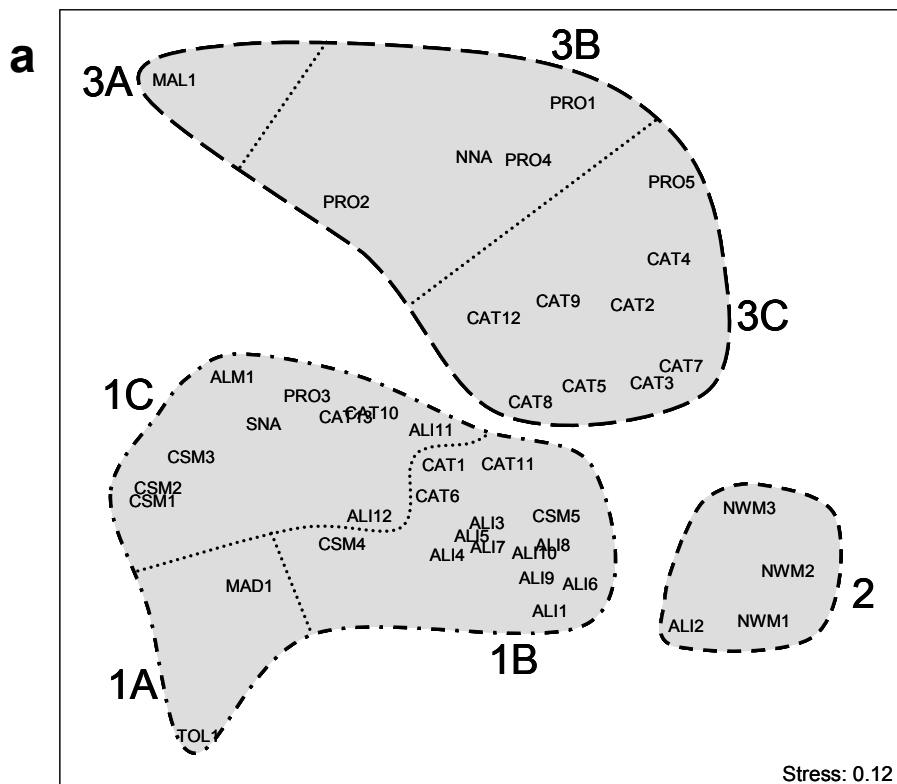 a
3B
3A
MAL1
PRO1
NNA
PRO4
PRO5
PRO2
CAT4
CAT9
CAT2
CAT12
3C
CAT7
CAT3
CAT5
CAT8
1C
ALM1
PRO3
CAT10
CAT13
SNA
ALI11
CSM3
CAT1
CAT11
CSM2
CSM1
CAT6
ALI12
ALI3
CSM5
ALI5
CSM4
ALI7
ALI8
ALI4
ALI10
NWM3
NWM2
MAD1
ALI9
ALI6
2
ALI1
NWM1
ALI2
1B
1A
TOL1
Stress: 0.12